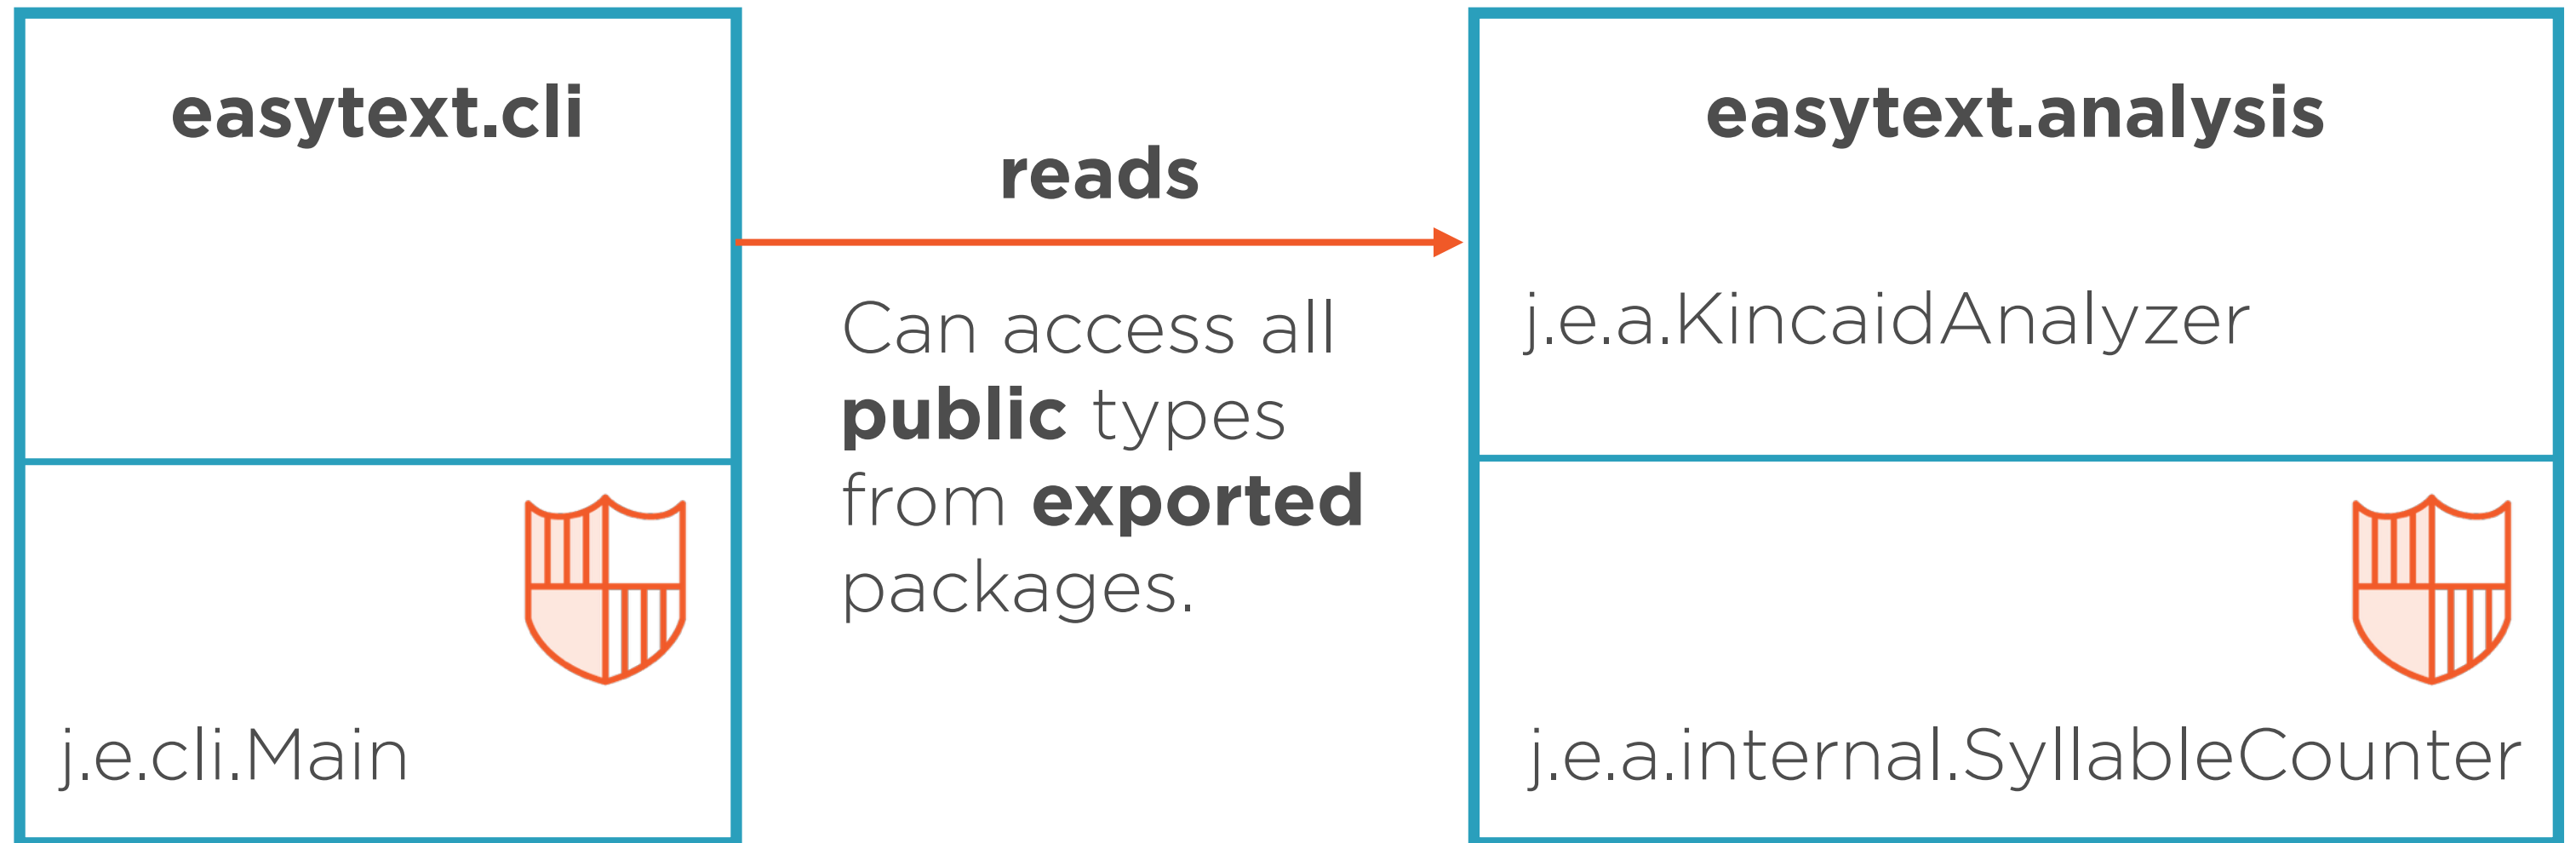 easytext.cli
j.e.cli.Main
reads
Can access all
public types
from exported
packages.
easytext.analysis
j.e.a.KincaidAnalyzer
j.e.a.internal.SyllableCounter